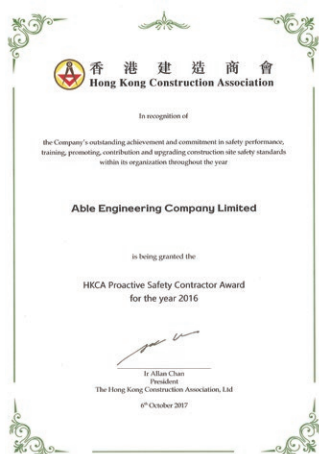 香港建造商會
Hong Kong Construction Association
In recognition of
the Company's outstanding achievement and commitment in safety performance,
training, promoting, contribution and upgrading construction site safety standards
within its organization throughout the year
Able Engineering Company Limited
is being granted the
HKCA Proactive Safety Contractor Award
for the year 2016
Ir Allan Chan
President
The Hong Kong Construction Association, Ltd
6th October 2017